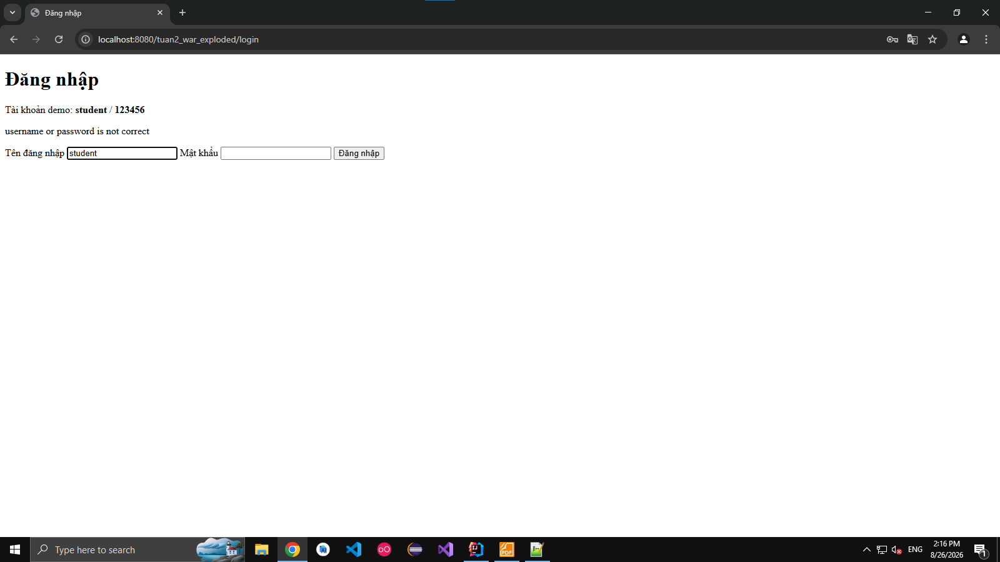 Đăng nhập
localhost:8080/tuan2_war_exploded/login
Đăng nhập
Tài khoản demo: student / 123456
username or password is not correct
Tên đăng nhập student Mật khẩu Đăng nhập
Type here to search
ENG
2:16 PM
8/26/2026
1